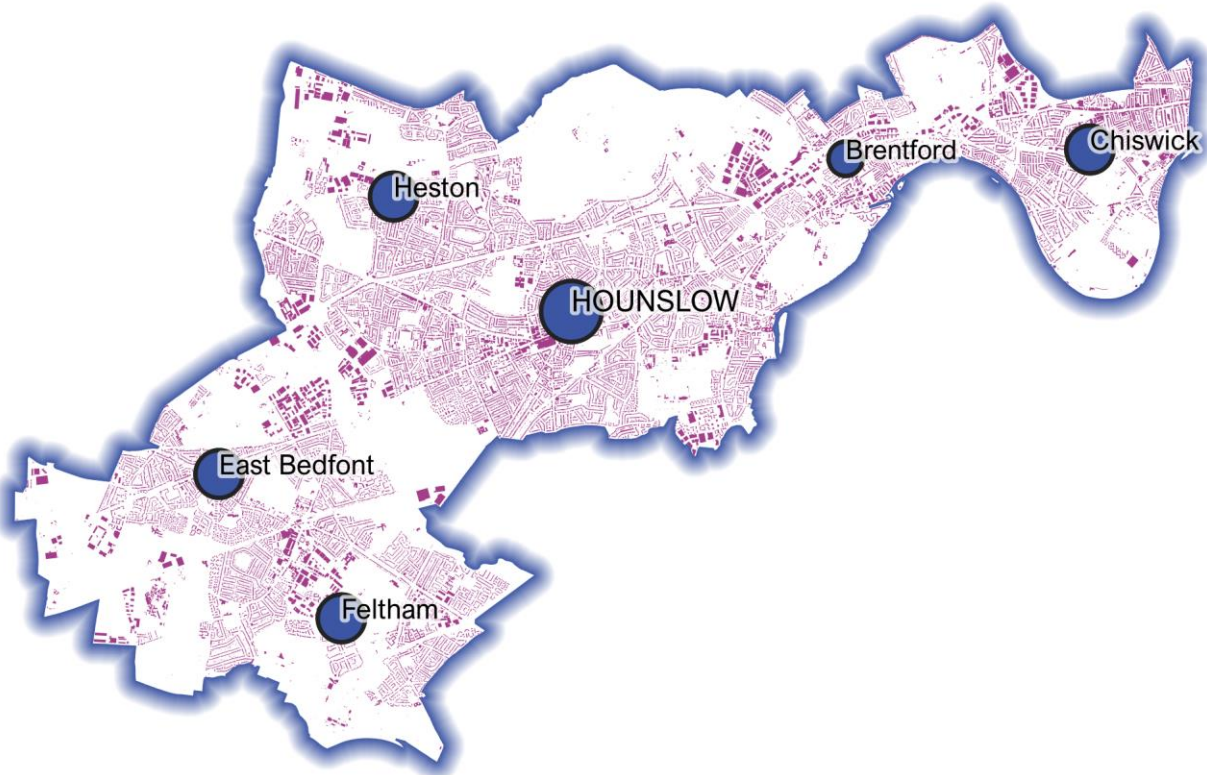 Chiswick
Brentford
Heston
HOUNSLOW
East Bedfont
Feltham